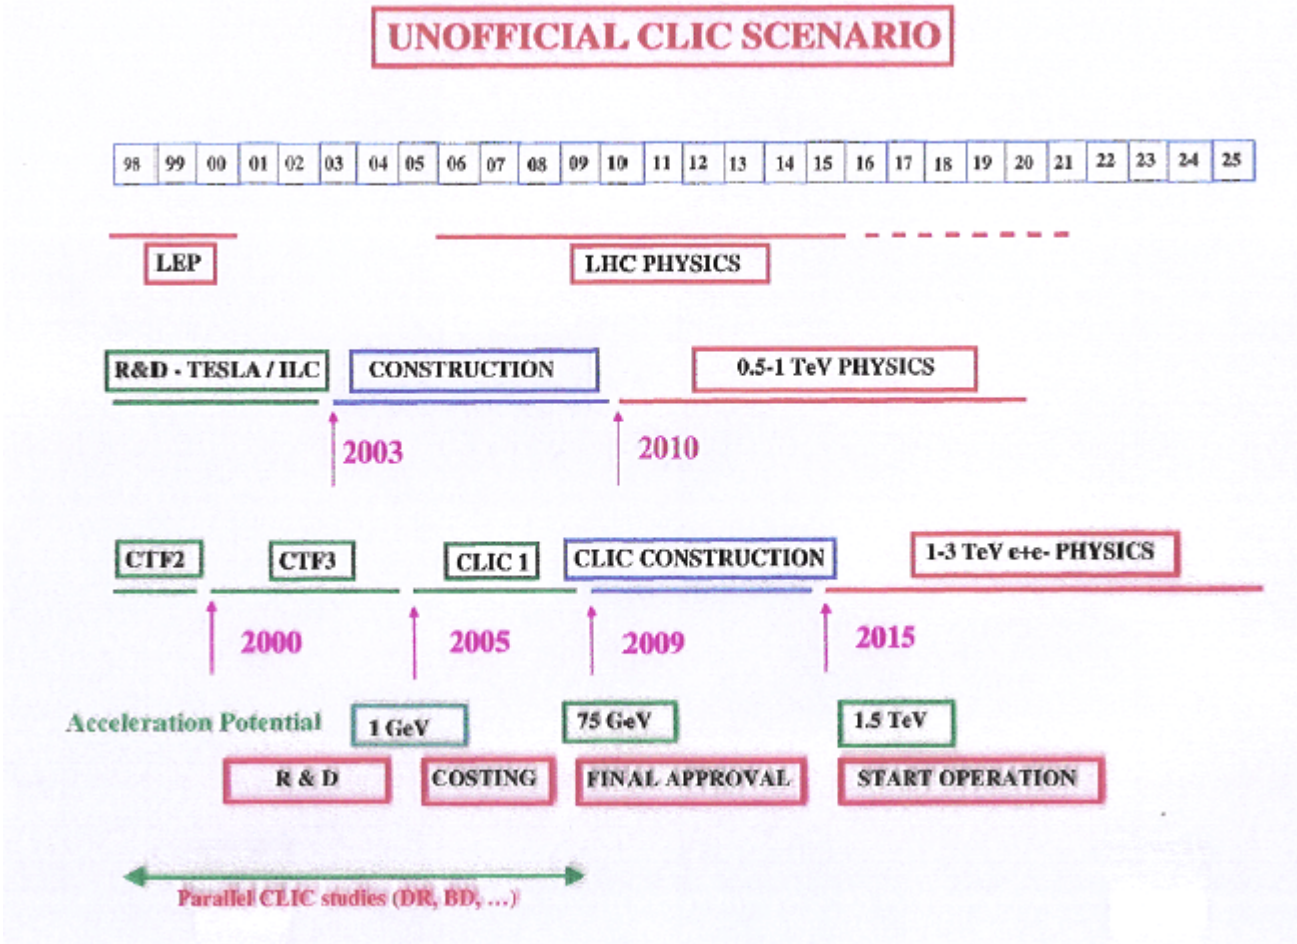 UNOFFICIAL CLIC SCENARIO
98 99 00 01 02 03 04 05 06 07 08 09 10 11 12 13 14 15 16 17 18 19 20 21 22 23 24 25
LEP LHC PHYSICS
R&D - TESLA / ILC CONSTRUCTION 0.5-1 TeV PHYSICS
2003 2010
CTF2 CTF3 CLIC 1 CLIC CONSTRUCTION 1-3 TeV e+e- PHYSICS
2000 2005 2009 2015
Acceleration Potential 1 GeV 75 GeV 1.5 TeV
R & D COSTING FINAL APPROVAL START OPERATION
Parallel CLIC studies (DR, BD, ...)